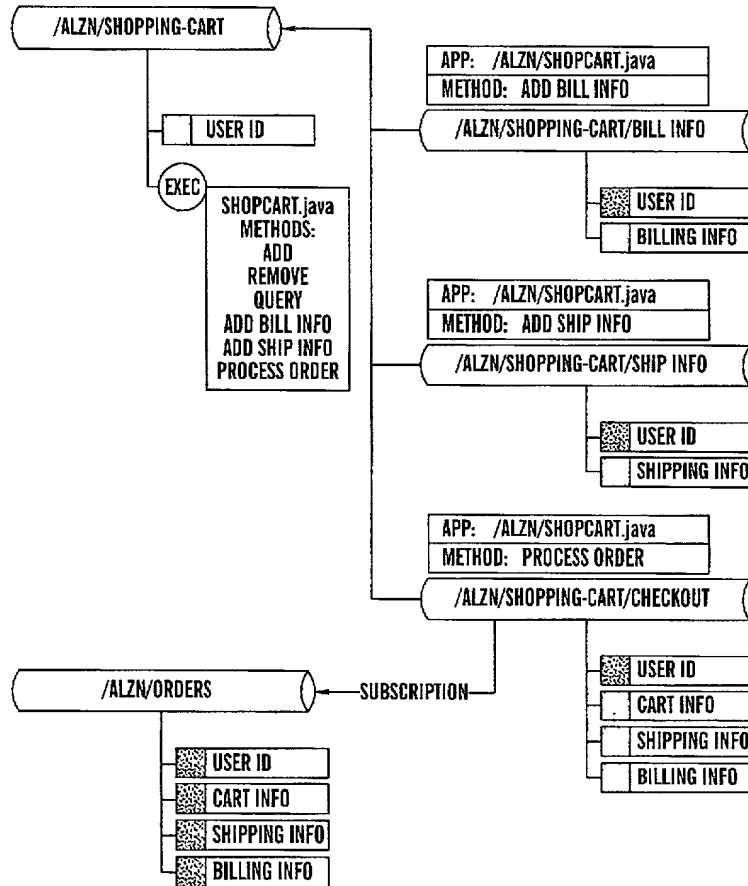 /ALZN/SHOPPING-CART
USER ID
EXEC
SHOPCART.java
METHODS:
ADD
REMOVE
QUERY
ADD BILL INFO
ADD SHIP INFO
PROCESS ORDER
APP: /ALZN/SHOPCART.java
METHOD: ADD BILL INFO
/ALZN/SHOPPING-CART/BILL INFO
USER ID
BILLING INFO
APP: /ALZN/SHOPCART.java
METHOD: ADD SHIP INFO
/ALZN/SHOPPING-CART/SHIP INFO
USER ID
SHIPPING INFO
APP: /ALZN/SHOPCART.java
METHOD: PROCESS ORDER
/ALZN/SHOPPING-CART/CHECKOUT
USER ID
CART INFO
SHIPPING INFO
BILLING INFO
SUBSCRIPTION
/ALZN/ORDERS
USER ID
CART INFO
SHIPPING INFO
BILLING INFO